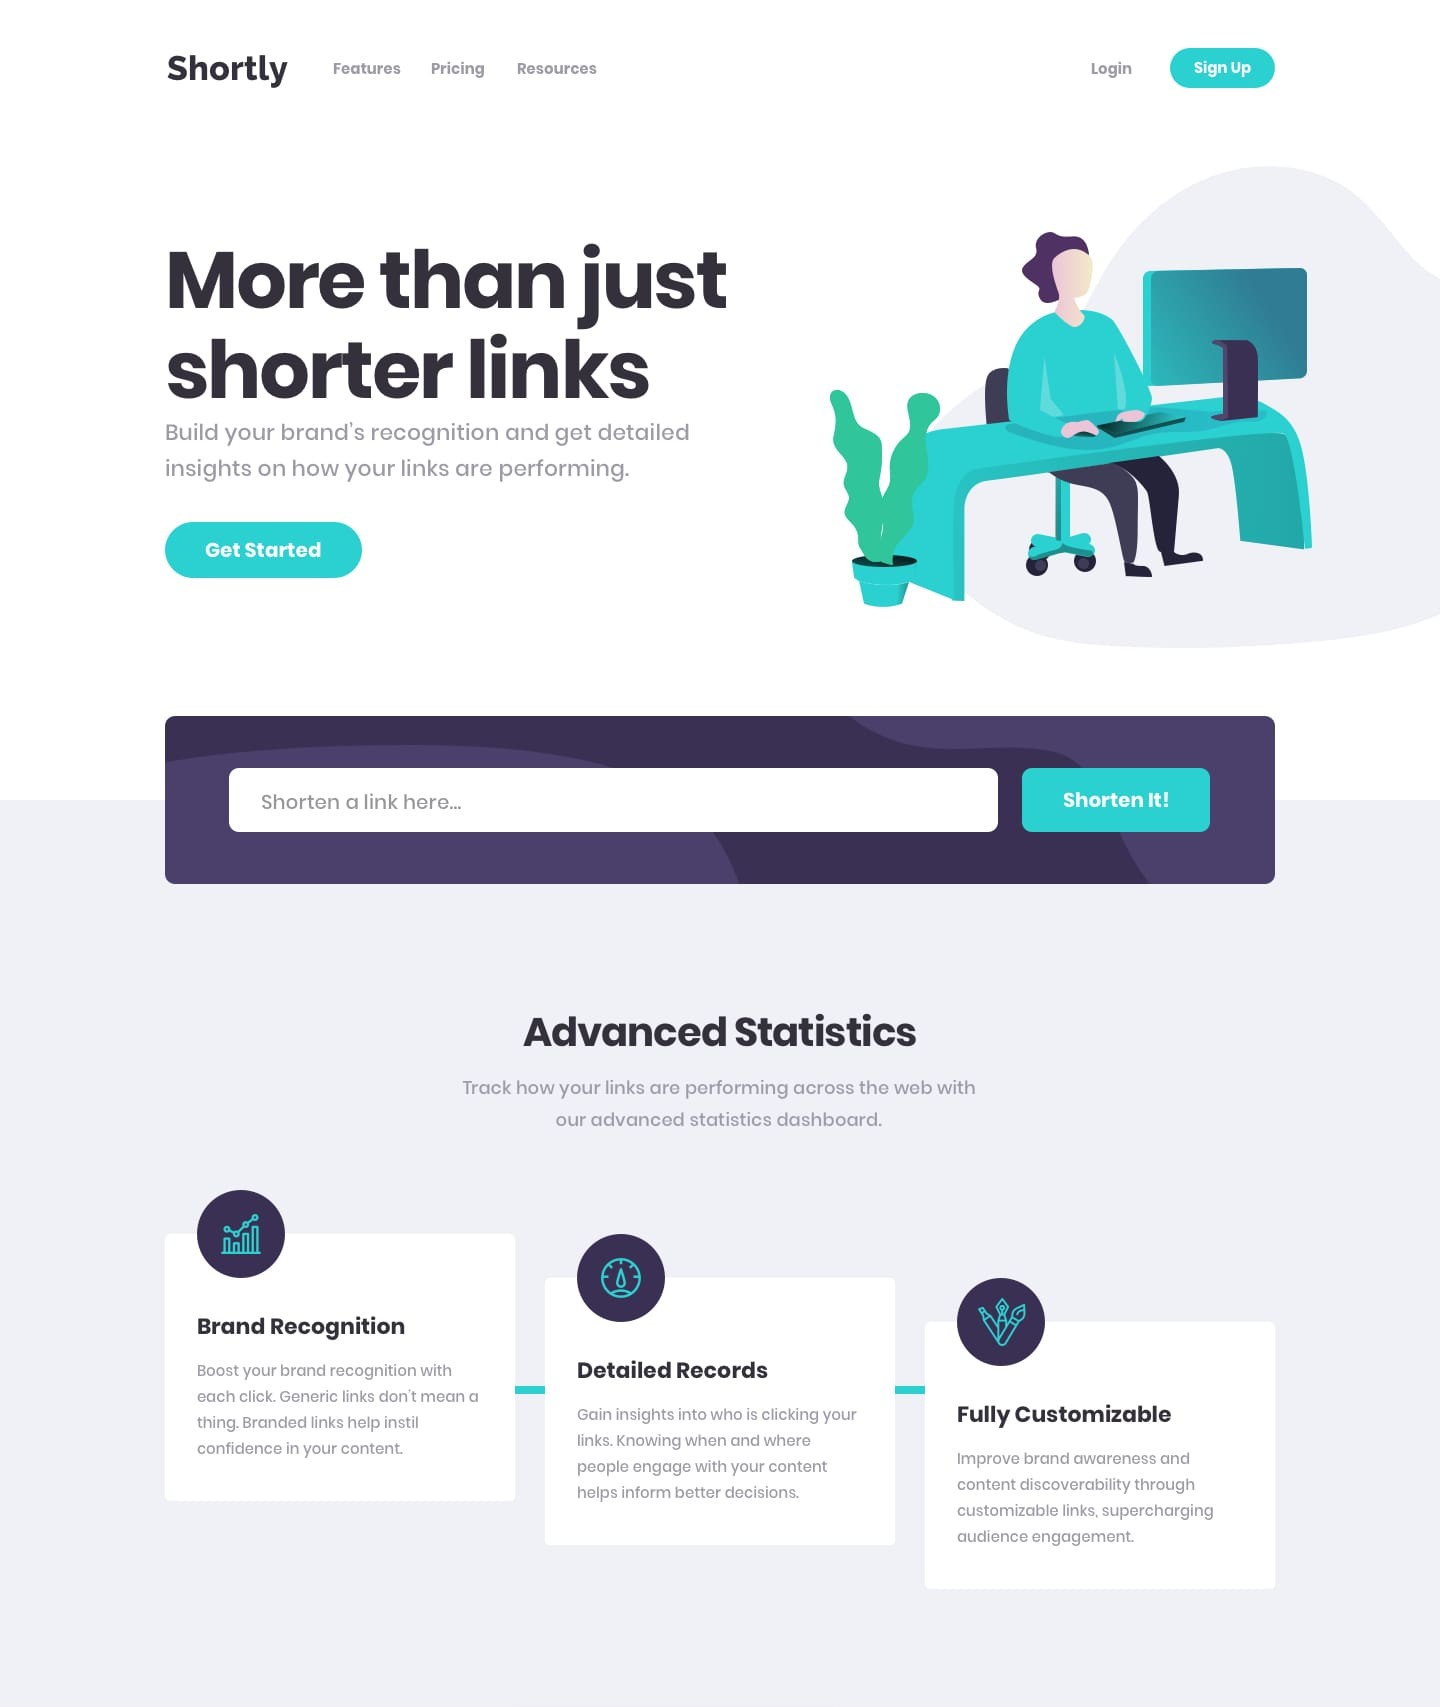 Shortly
Features
Pricing
Resources
Login
Sign Up
More than just
shorter links
Build your brand’s recognition and get detailed
insights on how your links are performing.
Get Started
Shorten a link here...
Shorten It!
Advanced Statistics
Track how your links are performing across the web with
our advanced statistics dashboard.
Brand Recognition
Boost your brand recognition with
each click. Generic links don’t mean a
thing. Branded links help instil
confidence in your content.
Detailed Records
Gain insights into who is clicking your
links. Knowing when and where
people engage with your content
helps inform better decisions.
Fully Customizable
Improve brand awareness and
content discoverability through
customizable links, supercharging
audience engagement.